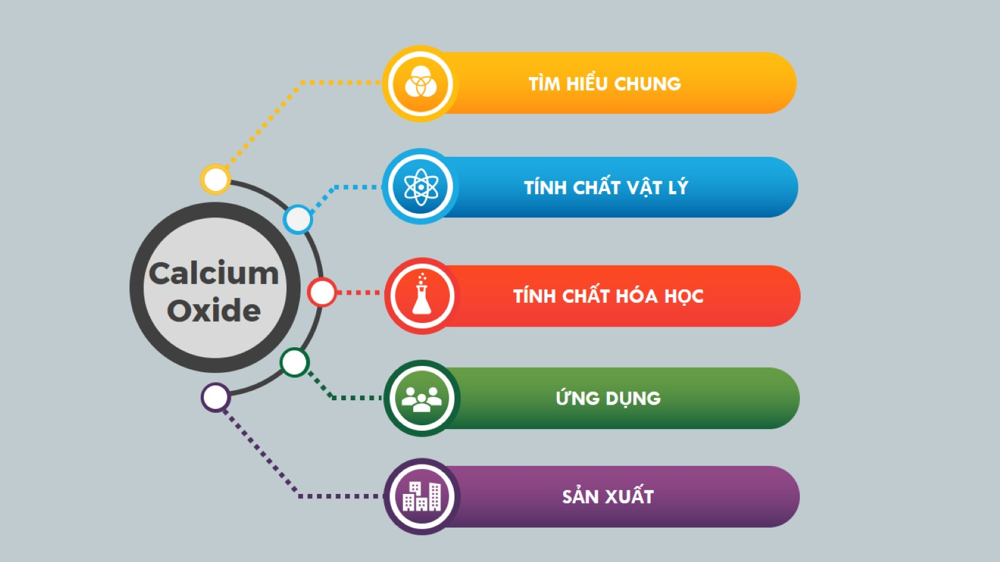 Calcium
Oxide
TÌM HIỂU CHUNG
TÍNH CHẤT VẬT LÝ
TÍNH CHẤT HÓA HỌC
ỨNG DỤNG
SẢN XUẤT